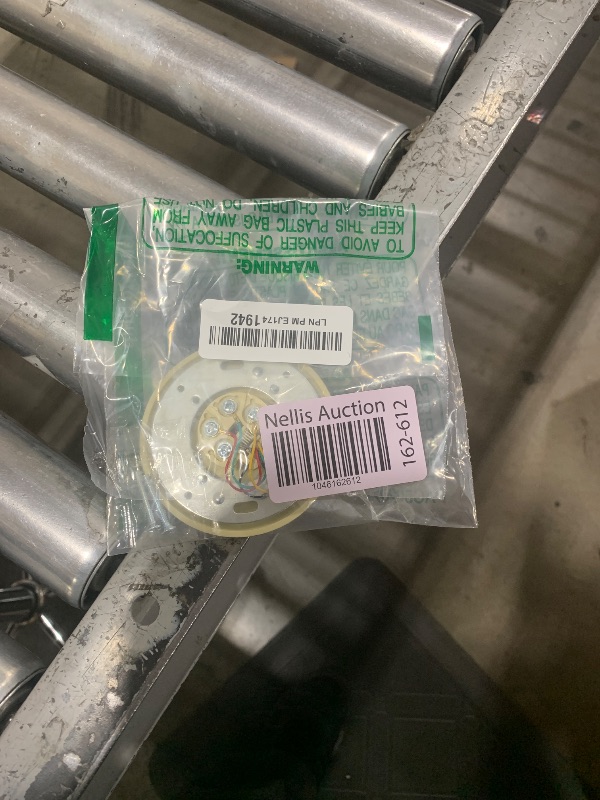 WARNING:
TO AVOID DANGER OF SUFFOCATION,
KEEP THIS PLASTIC BAG AWAY FROM
BABIES AND CHILDREN. DO NOT USE
LPN PM EJ1741942
Nellis Auction
162-612
1046162612